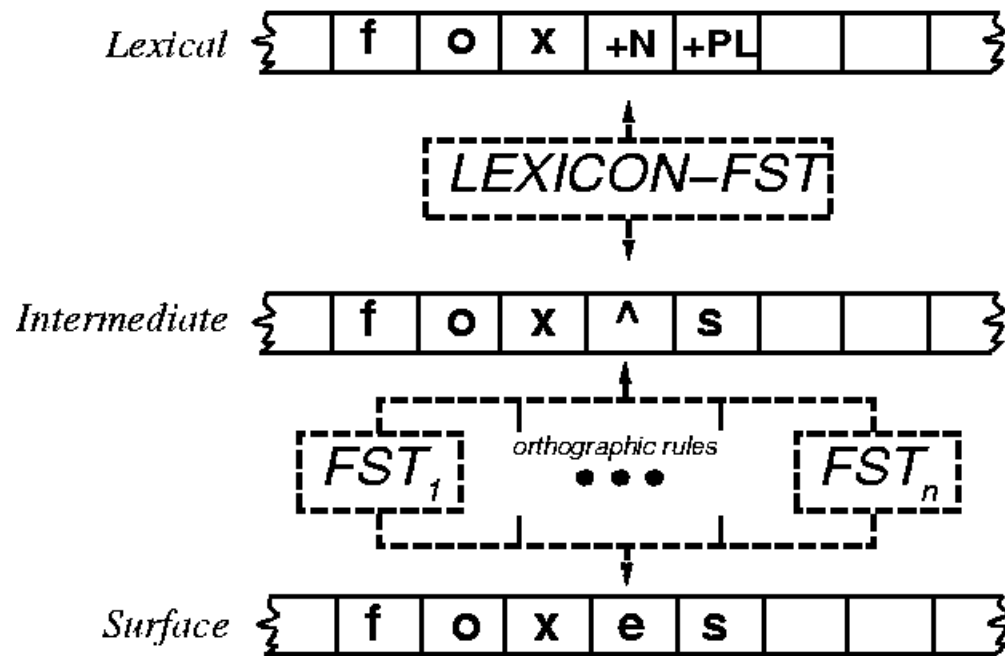 Lexical f o x +N +PL
LEXICON–FST
Intermediate f o x ^ s
orthographic rules
FST1 ••• FSTn
Surface f o x e s